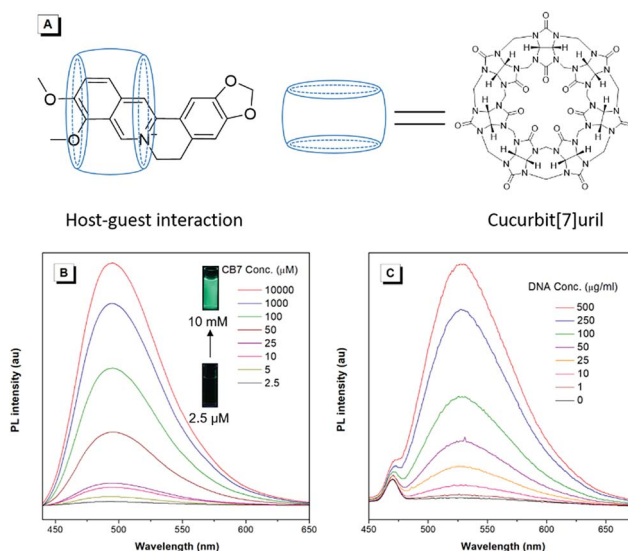 A
O
O
N⁺
O
O
Host-guest interaction
Cucurbit[7]uril
B
CB7 Conc. (μM)
10000
1000
100
50
25
10
5
2.5
10 mM
2.5 μM
PL intensity (au)
450 500 550 600 650
Wavelength (nm)
C
DNA Conc. (μg/ml)
500
250
100
50
25
10
1
0
PL intensity (au)
450 500 550 600 650
Wavelength (nm)